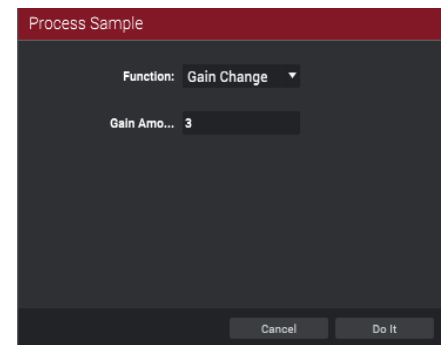 Process Sample
Function: Gain Change
Gain Amo... 3
Cancel Do It